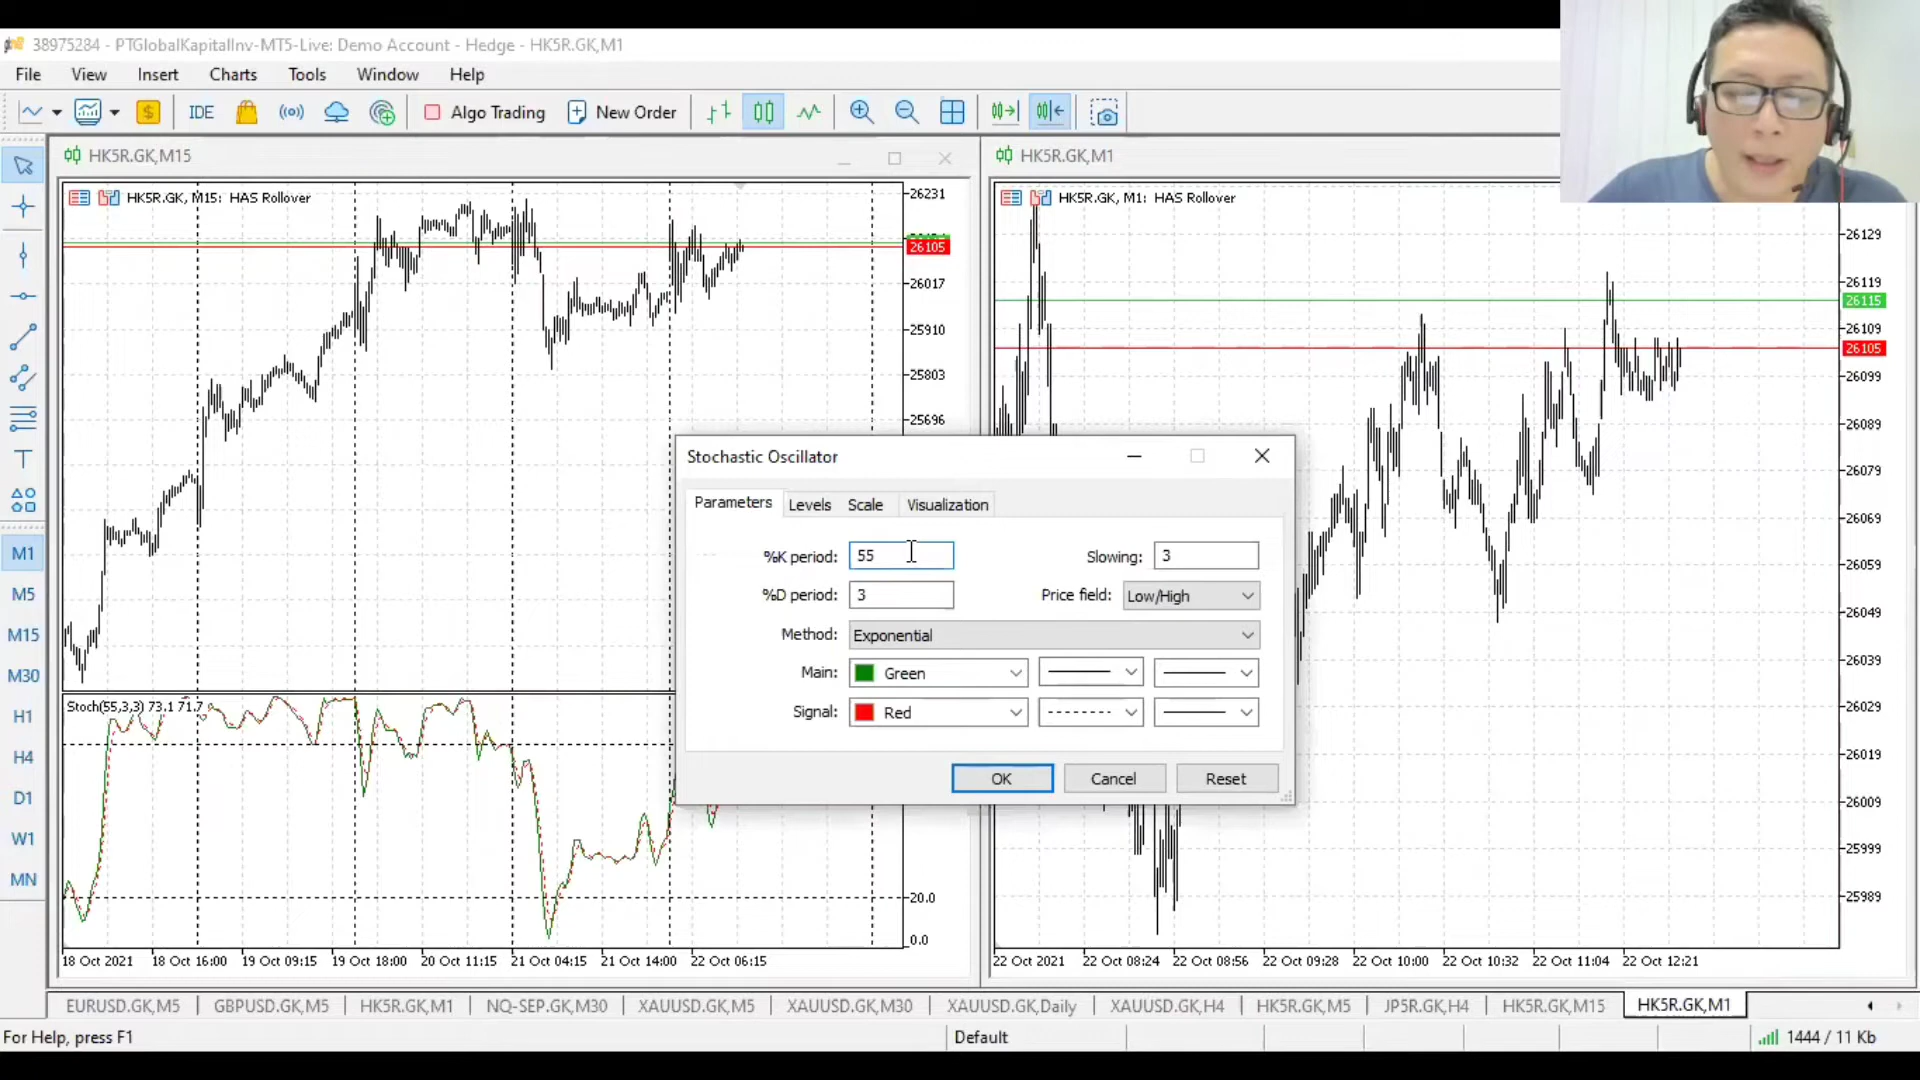 38975284 - PTGlobalKapitalInv-MT5-Live: Demo Account - Hedge - HK5R.GK,M1
File View Insert Charts Tools Window Help
IDE Algo Trading New Order
HK5R.GK,M15
HK5R.GK, M15: HAS Rollover
26231
26105
26017
25910
25803
25696
HK5R.GK,M1
HK5R.GK, M1: HAS Rollover
26129
26119
26115
26109
26105
26099
26089
26079
26069
26059
26049
26039
26029
26019
26009
25999
25989
M1
M5
M15
M30
H1
H4
D1
W1
MN
Stochastic Oscillator
Parameters Levels Scale Visualization
%K period: 55 Slowing: 3
%D period: 3 Price field: Low/High
Method: Exponential
Main: Green
Signal: Red
OK Cancel Reset
Stoch(55,3,3) 73.1 71.7
20.0
0.0
18 Oct 2021 18 Oct 16:00 19 Oct 09:15 19 Oct 18:00 20 Oct 11:15 21 Oct 04:15 21 Oct 14:00 22 Oct 06:15
22 Oct 2021 22 Oct 08:24 22 Oct 08:56 22 Oct 09:28 22 Oct 10:00 22 Oct 10:32 22 Oct 11:04 22 Oct 12:21
EURUSD.GK,M5 GBPUSD.GK,M5 HK5R.GK,M1 NQ-SEP.GK,M30 XAUUSD.GK,M5 XAUUSD.GK,M30 XAUUSD.GK,Daily XAUUSD.GK,H4 HK5R.GK,M5 JP5R.GK,H4 HK5R.GK,M15 HK5R.GK,M1
For Help, press F1 Default 1444 / 11 Kb